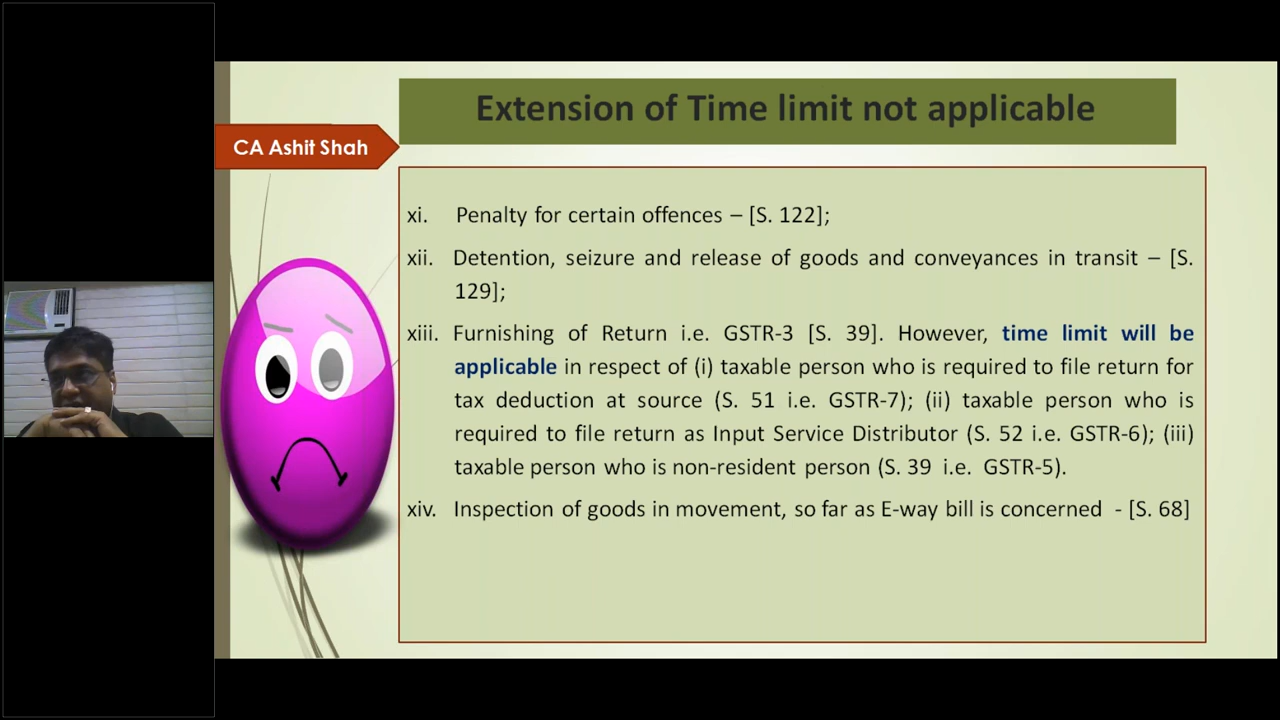 Extension of Time limit not applicable
CA Ashit Shah
xi. Penalty for certain offences – [S. 122];
xii. Detention, seizure and release of goods and conveyances in transit – [S.
129];
xiii. Furnishing of Return i.e. GSTR-3 [S. 39]. However, time limit will be
applicable in respect of (i) taxable person who is required to file return for
tax deduction at source (S. 51 i.e. GSTR-7); (ii) taxable person who is
required to file return as Input Service Distributor (S. 52 i.e. GSTR-6); (iii)
taxable person who is non-resident person (S. 39 i.e. GSTR-5).
xiv. Inspection of goods in movement, so far as E-way bill is concerned - [S. 68]